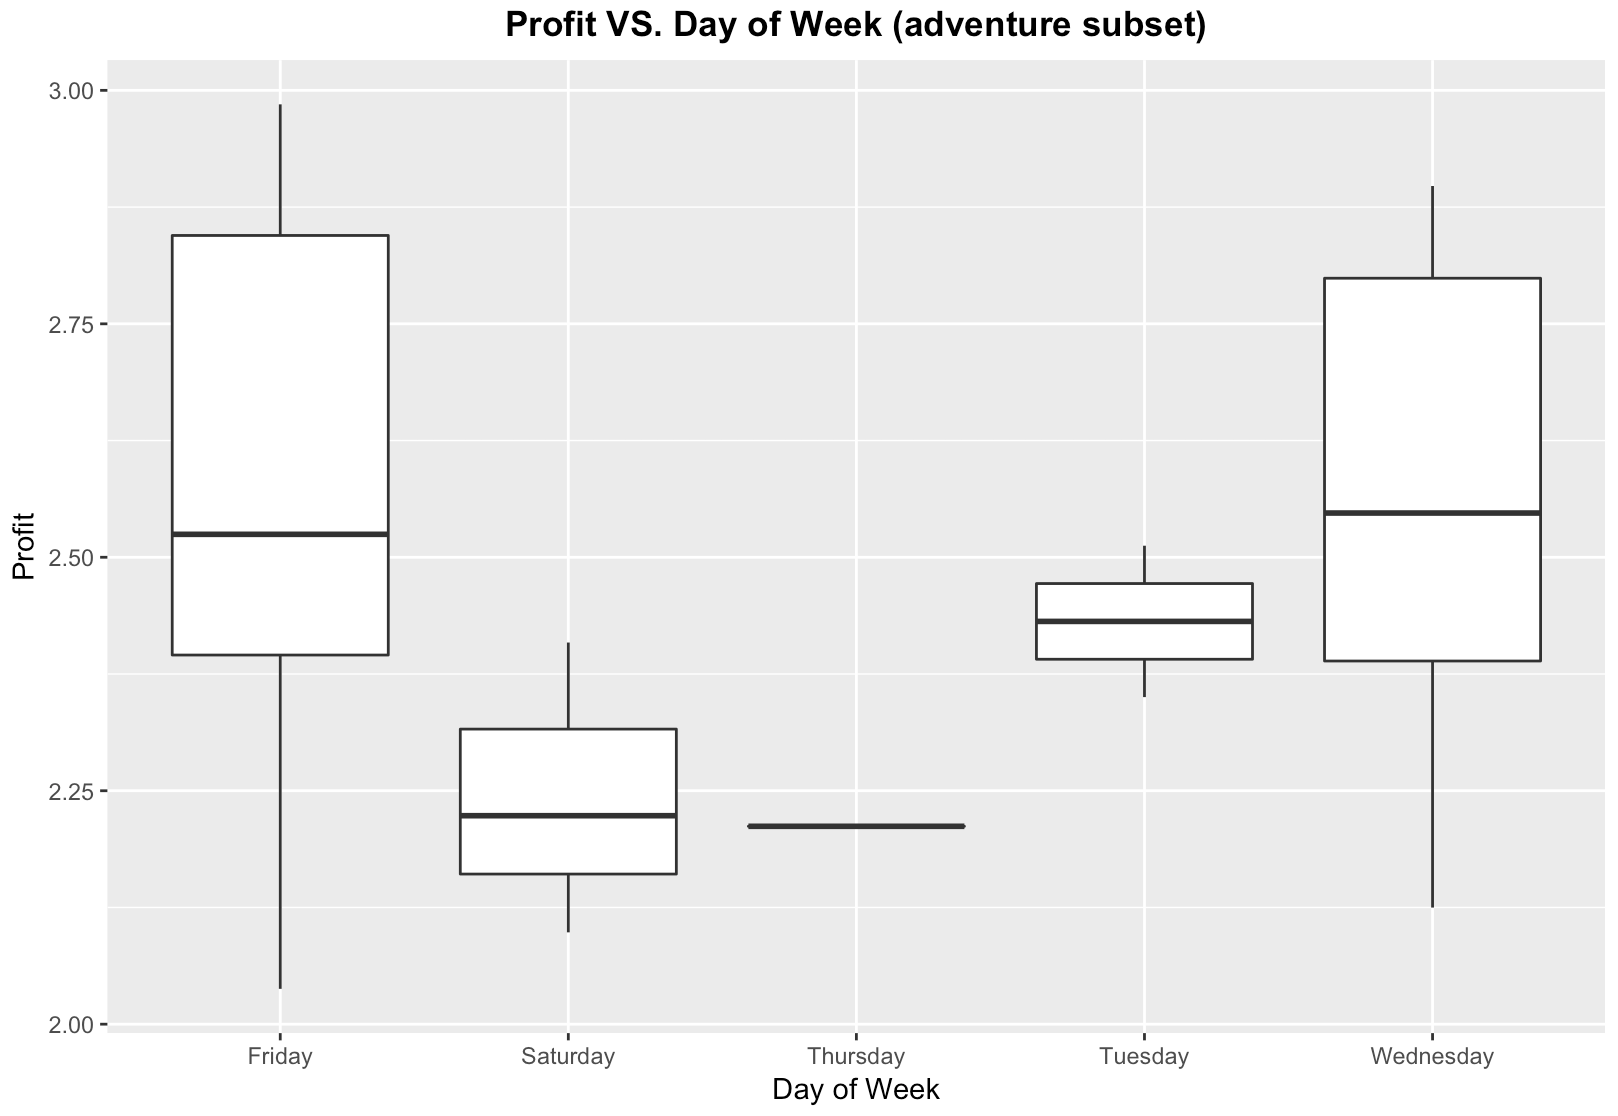 Profit VS. Day of Week (adventure subset)
3.00
2.75
2.50
2.25
2.00
Profit
Friday Saturday Thursday Tuesday Wednesday
Day of Week